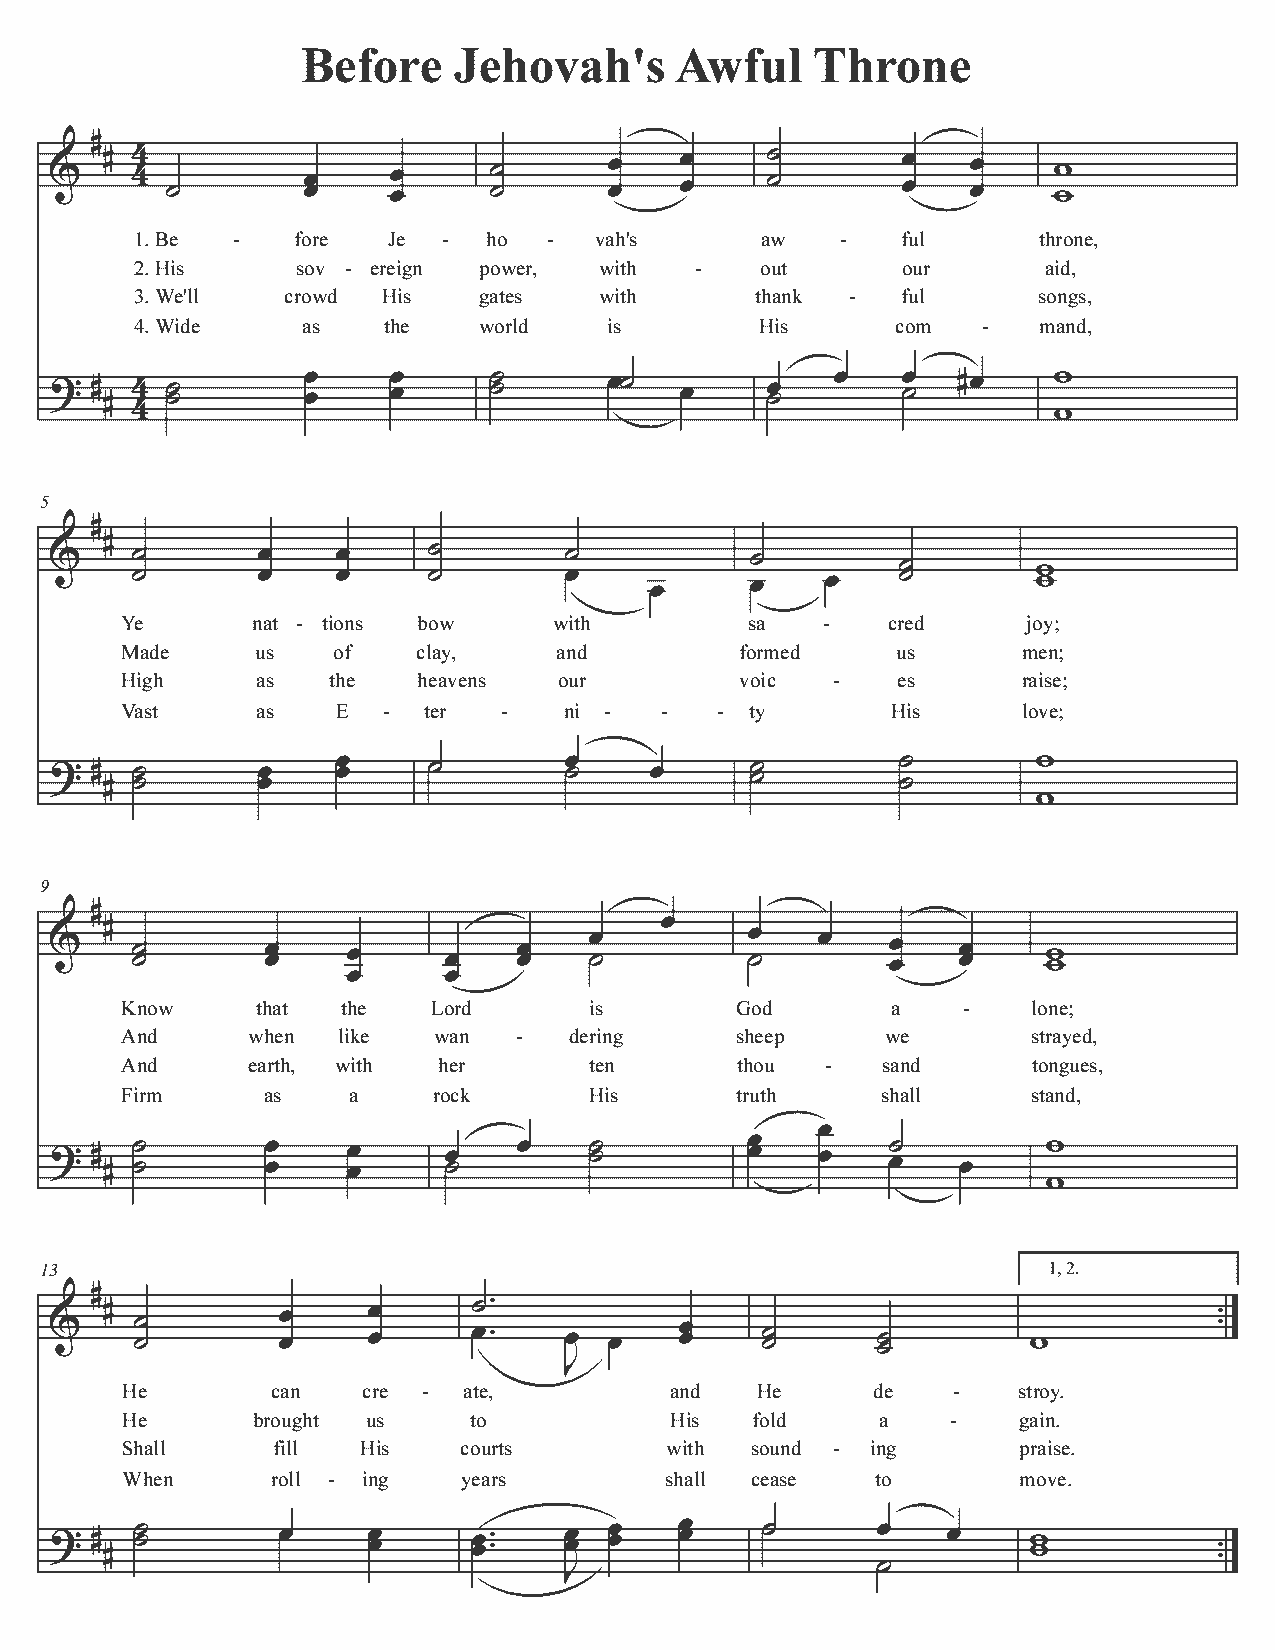 Before Jehovah's Awful Throne
1. Be - fore Je - ho - vah's aw - ful throne,
2. His sov - ereign power, with - out our aid,
3. We'll crowd His gates with thank - ful songs,
4. Wide as the world is His com - mand,
5
Ye nat - tions bow with sa - cred joy;
Made us of clay, and formed us men;
High as the heavens our voic - es raise;
Vast as E - ter - ni - - - ty His love;
9
Know that the Lord is God a - lone;
And when like wan - dering sheep we strayed,
And earth, with her ten thou - sand tongues,
Firm as a rock His truth shall stand,
13
1, 2.
He can cre - ate, and He de - stroy.
He brought us to His fold a - gain.
Shall fill His courts with sound - ing praise.
When roll - ing years shall cease to move.